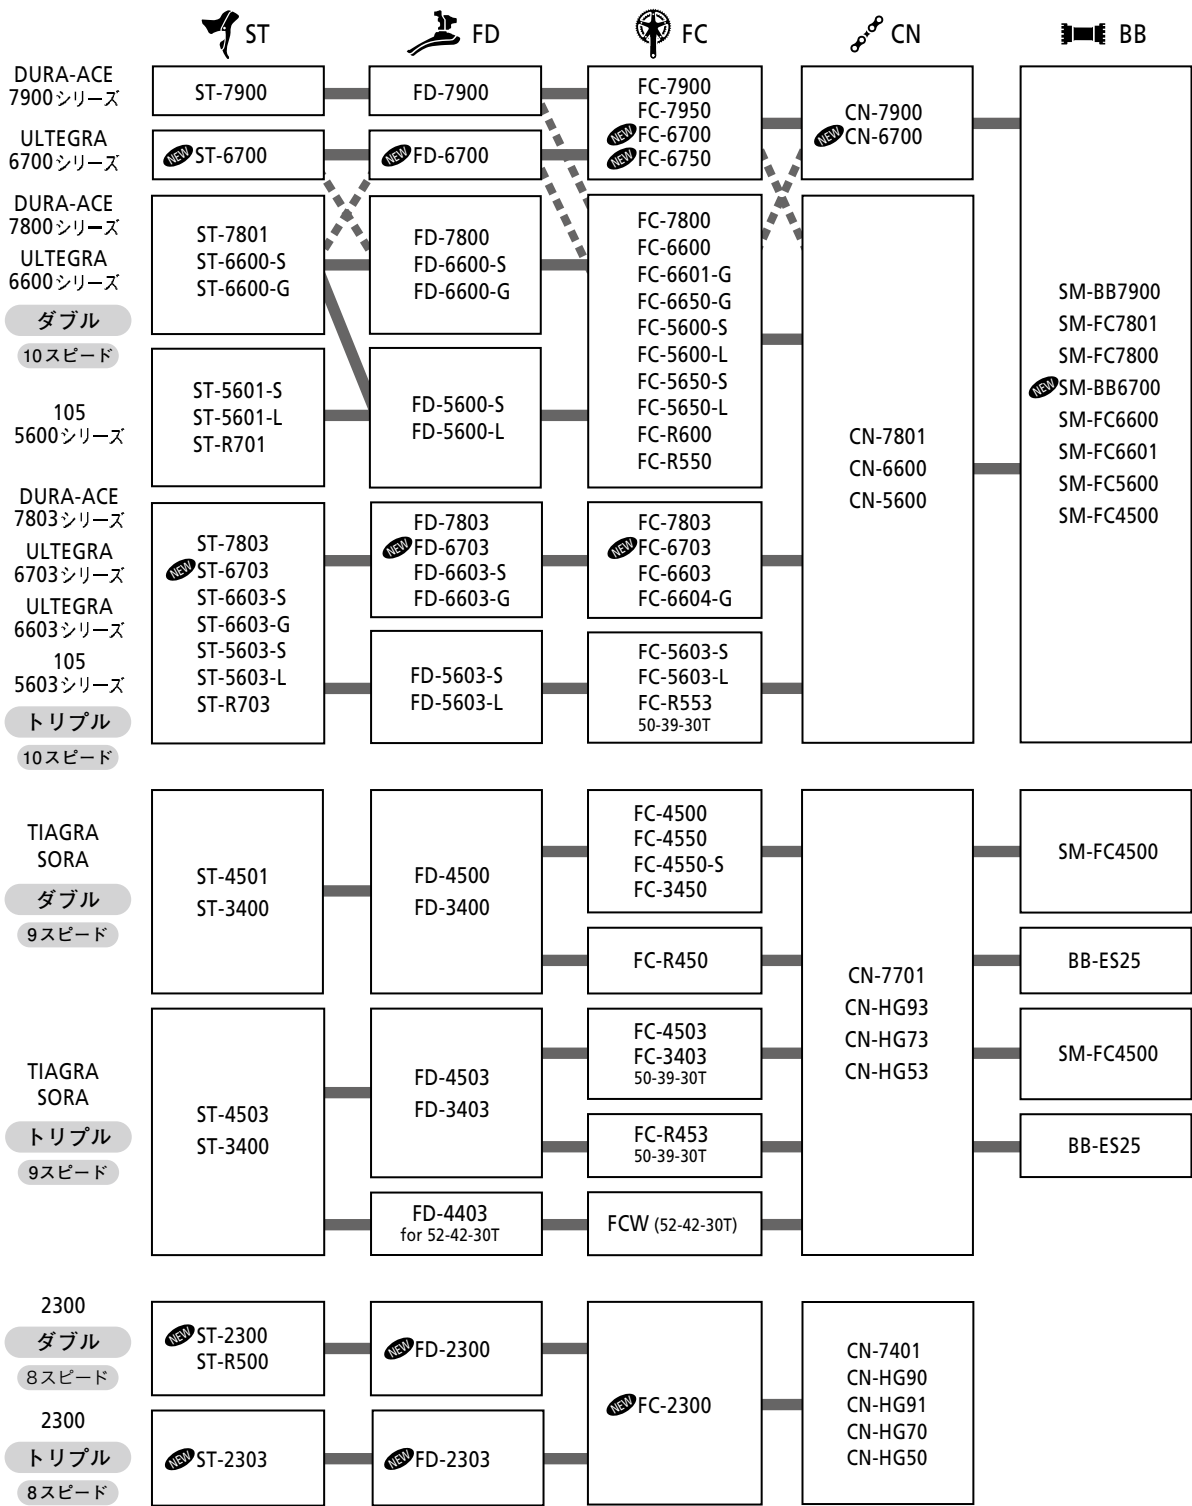 ST
FD
FC
CN
BB
DURA-ACE
7900シリーズ
ST-7900
FD-7900
FC-7900
FC-7950
NEW FC-6700
NEW FC-6750
CN-7900
NEW CN-6700
ULTEGRA
6700シリーズ
NEW ST-6700
NEW FD-6700
DURA-ACE
7800シリーズ
ULTEGRA
6600シリーズ
ダブル
10スピード
ST-7801
ST-6600-S
ST-6600-G
FD-7800
FD-6600-S
FD-6600-G
FC-7800
FC-6600
FC-6601-G
FC-6650-G
FC-5600-S
FC-5600-L
FC-5650-S
FC-5650-L
FC-R600
FC-R550
CN-7801
CN-6600
CN-5600
SM-BB7900
SM-FC7801
SM-FC7800
NEW SM-BB6700
SM-FC6600
SM-FC6601
SM-FC5600
SM-FC4500
105
5600シリーズ
ST-5601-S
ST-5601-L
ST-R701
FD-5600-S
FD-5600-L
DURA-ACE
7803シリーズ
ULTEGRA
6703シリーズ
ULTEGRA
6603シリーズ
105
5603シリーズ
トリプル
10スピード
ST-7803
NEW ST-6703
ST-6603-S
ST-6603-G
ST-5603-S
ST-5603-L
ST-R703
FD-7803
NEW FD-6703
FD-6603-S
FD-6603-G
FC-7803
NEW FC-6703
FC-6603
FC-6604-G
FD-5603-S
FD-5603-L
FC-5603-S
FC-5603-L
FC-R553
50-39-30T
TIAGRA
SORA
ダブル
9スピード
ST-4501
ST-3400
FD-4500
FD-3400
FC-4500
FC-4550
FC-4550-S
FC-3450
FC-R450
CN-7701
CN-HG93
CN-HG73
CN-HG53
SM-FC4500
BB-ES25
TIAGRA
SORA
トリプル
9スピード
ST-4503
ST-3400
FD-4503
FD-3403
FC-4503
FC-3403
50-39-30T
SM-FC4500
FC-R453
50-39-30T
BB-ES25
FD-4403
for 52-42-30T
FCW (52-42-30T)
2300
ダブル
8スピード
NEW ST-2300
ST-R500
NEW FD-2300
NEW FC-2300
CN-7401
CN-HG90
CN-HG91
CN-HG70
CN-HG50
2300
トリプル
8スピード
NEW ST-2303
NEW FD-2303